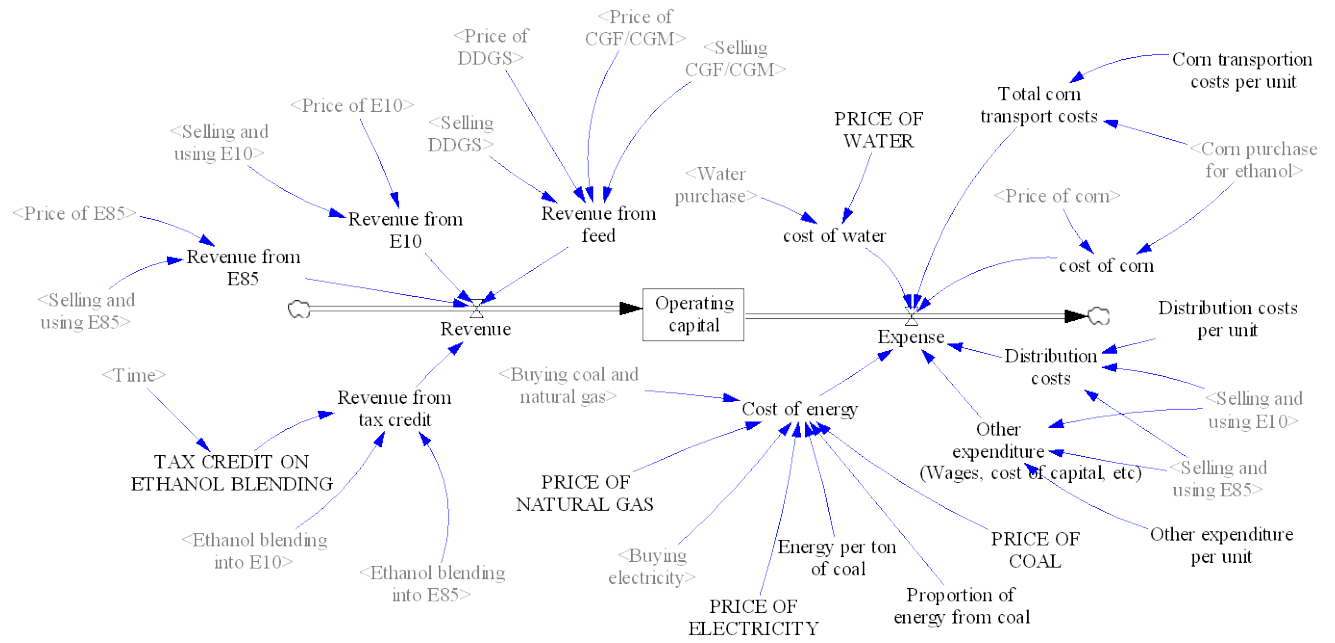 <Price of
DDGS>
<Price of
CGF/CGM>
<Selling
CGF/CGM>
Corn transportion
costs per unit
<Price of E10>
Total corn
transport costs
<Selling and
using E10>
<Selling
DDGS>
PRICE OF
WATER
<Corn purchase
for ethanol>
<Water
purchase>
<Price of corn>
<Price of E85>
Revenue from
E10
Revenue from
feed
cost of water
Revenue from
E85
cost of corn
<Selling and
using E85>
Operating
capital
Revenue
Expense
Distribution costs
per unit
Distribution
costs
<Time>
<Buying coal and
natural gas>
Revenue from
tax credit
Cost of energy
<Selling and
using E10>
Other
expenditure
(Wages, cost of capital, etc)
TAX CREDIT ON
ETHANOL BLENDING
PRICE OF
NATURAL GAS
<Selling and
using E85>
<Ethanol blending
into E10>
<Ethanol blending
into E85>
<Buying
electricity>
Energy per ton
of coal
PRICE OF
COAL
Other expenditure
per unit
PRICE OF
ELECTRICITY
Proportion of
energy from coal